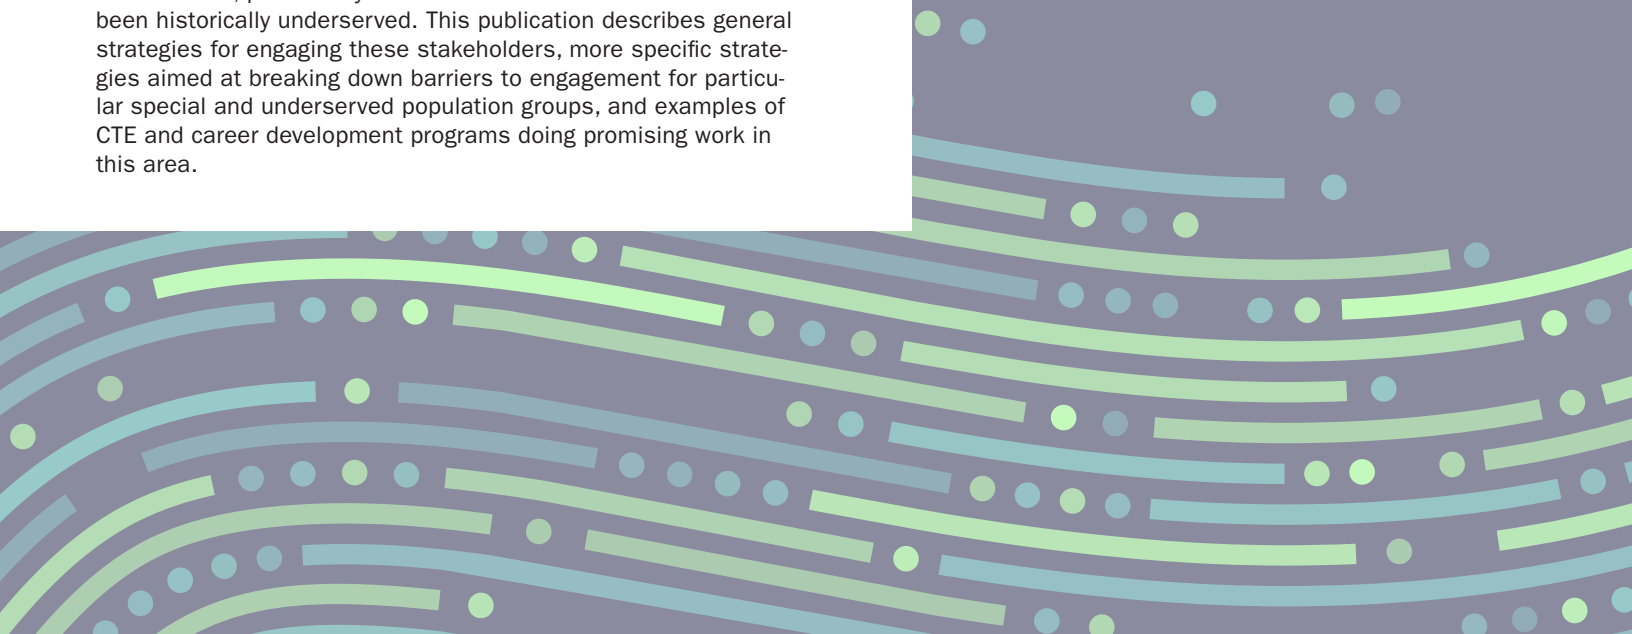 been historically underserved. This publication describes general
strategies for engaging these stakeholders, more specific strate-
gies aimed at breaking down barriers to engagement for particu-
lar special and underserved population groups, and examples of
CTE and career development programs doing promising work in
this area.